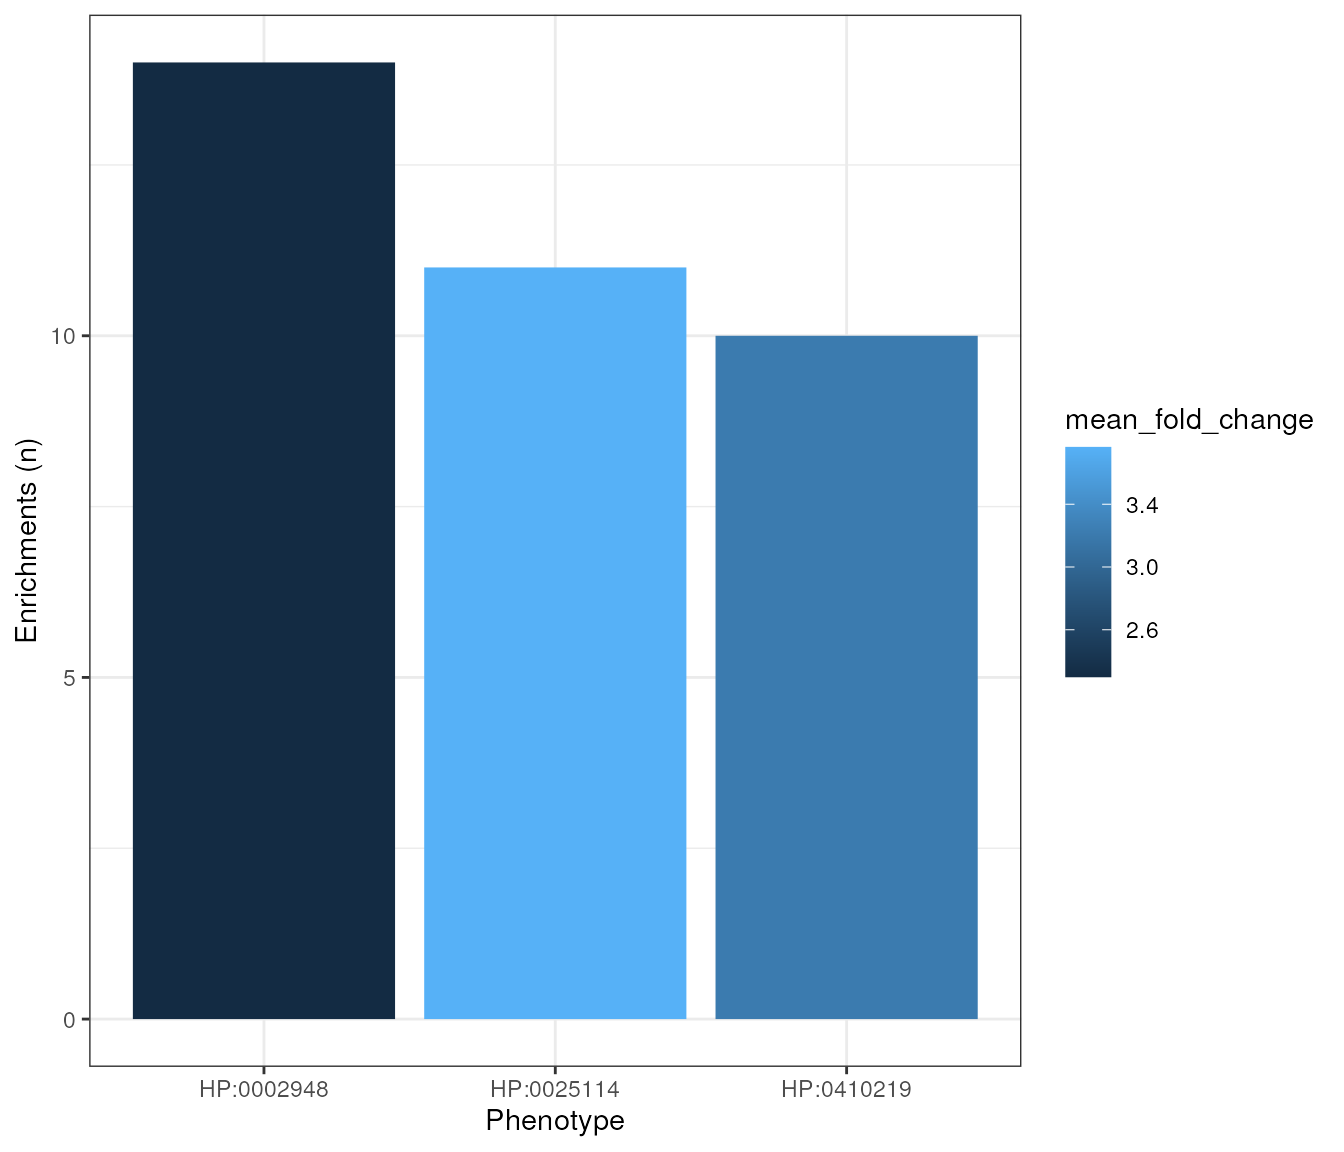 Enrichments (n)
10
5
0
HP:0002948
HP:0025114
HP:0410219
Phenotype
mean_fold_change
3.4
3.0
2.6